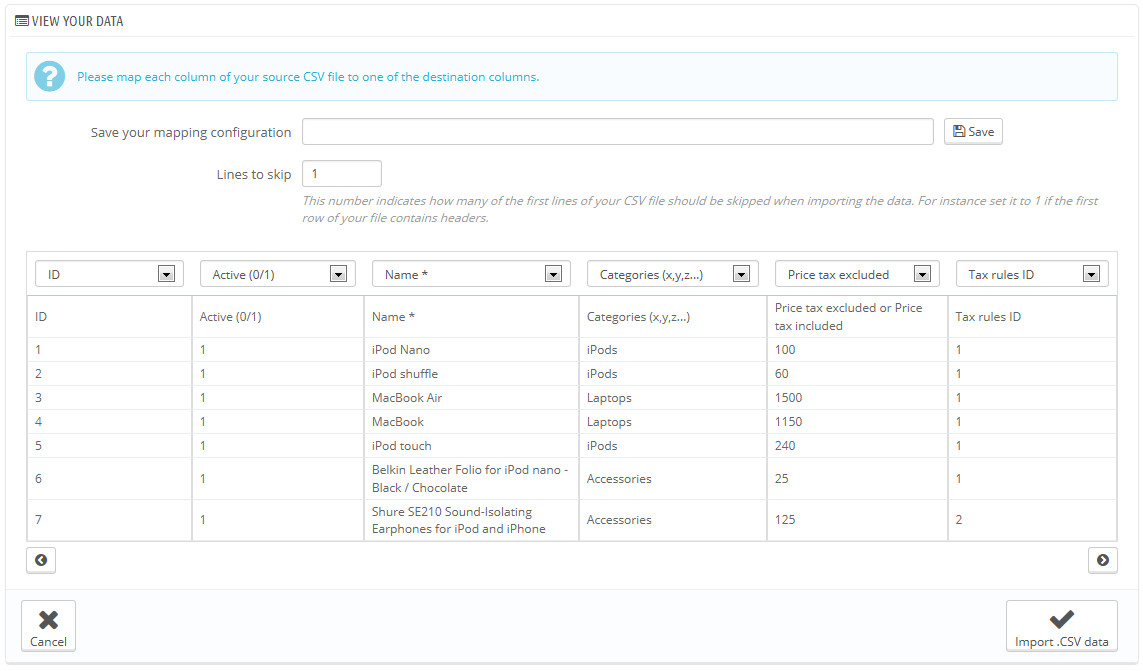 VIEW YOUR DATA
Please map each column of your source CSV file to one of the destination columns.
Save your mapping configuration
Save
Lines to skip
1
This number indicates how many of the first lines of your CSV file should be skipped when importing the data. For instance set it to 1 if the first
row of your file contains headers.
ID Active (0/1) Name * Categories (x,y,z...) Price tax excluded Tax rules ID
ID Active (0/1) Name * Categories (x,y,z...) Price tax excluded or Price Tax rules ID
tax included
1 1 iPod Nano iPods 100 1
2 1 iPod shuffle iPods 60 1
3 1 MacBook Air Laptops 1500 1
4 1 MacBook Laptops 1150 1
5 1 iPod touch iPods 240 1
6 1 Belkin Leather Folio for iPod nano - Accessories 25 1
Black / Chocolate
7 1 Shure SE210 Sound-Isolating Accessories 125 2
Earphones for iPod and iPhone
Cancel
Import .CSV data